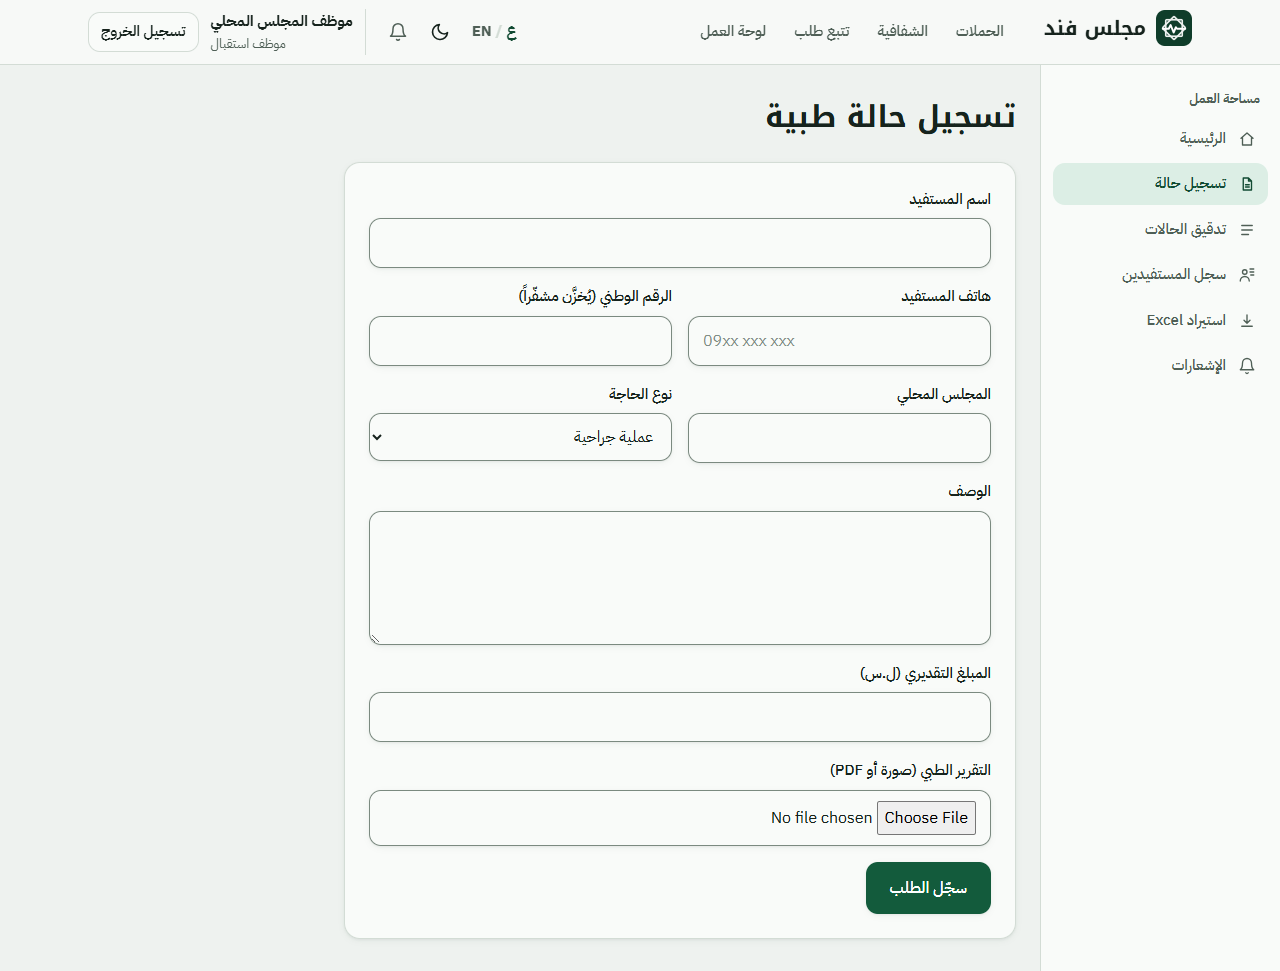 مجلس فند
الحملات
الشفافية
تتبع طلب
لوحة العمل
ع / EN
موظف المجلس المحلي
موظف استقبال
تسجيل الخروج
مساحة العمل
الرئيسية
تسجيل حالة
تدقيق الحالات
سجل المستفيدين
استيراد Excel
الإشعارات
تسجيل حالة طبية
اسم المستفيد
هاتف المستفيد
09xx xxx xxx
الرقم الوطني (يُخزَّن مشفّراً)
المجلس المحلي
نوع الحاجة
عملية جراحية
الوصف
المبلغ التقديري (ل.س)
التقرير الطبي (صورة أو PDF)
Choose File No file chosen
سجّل الطلب